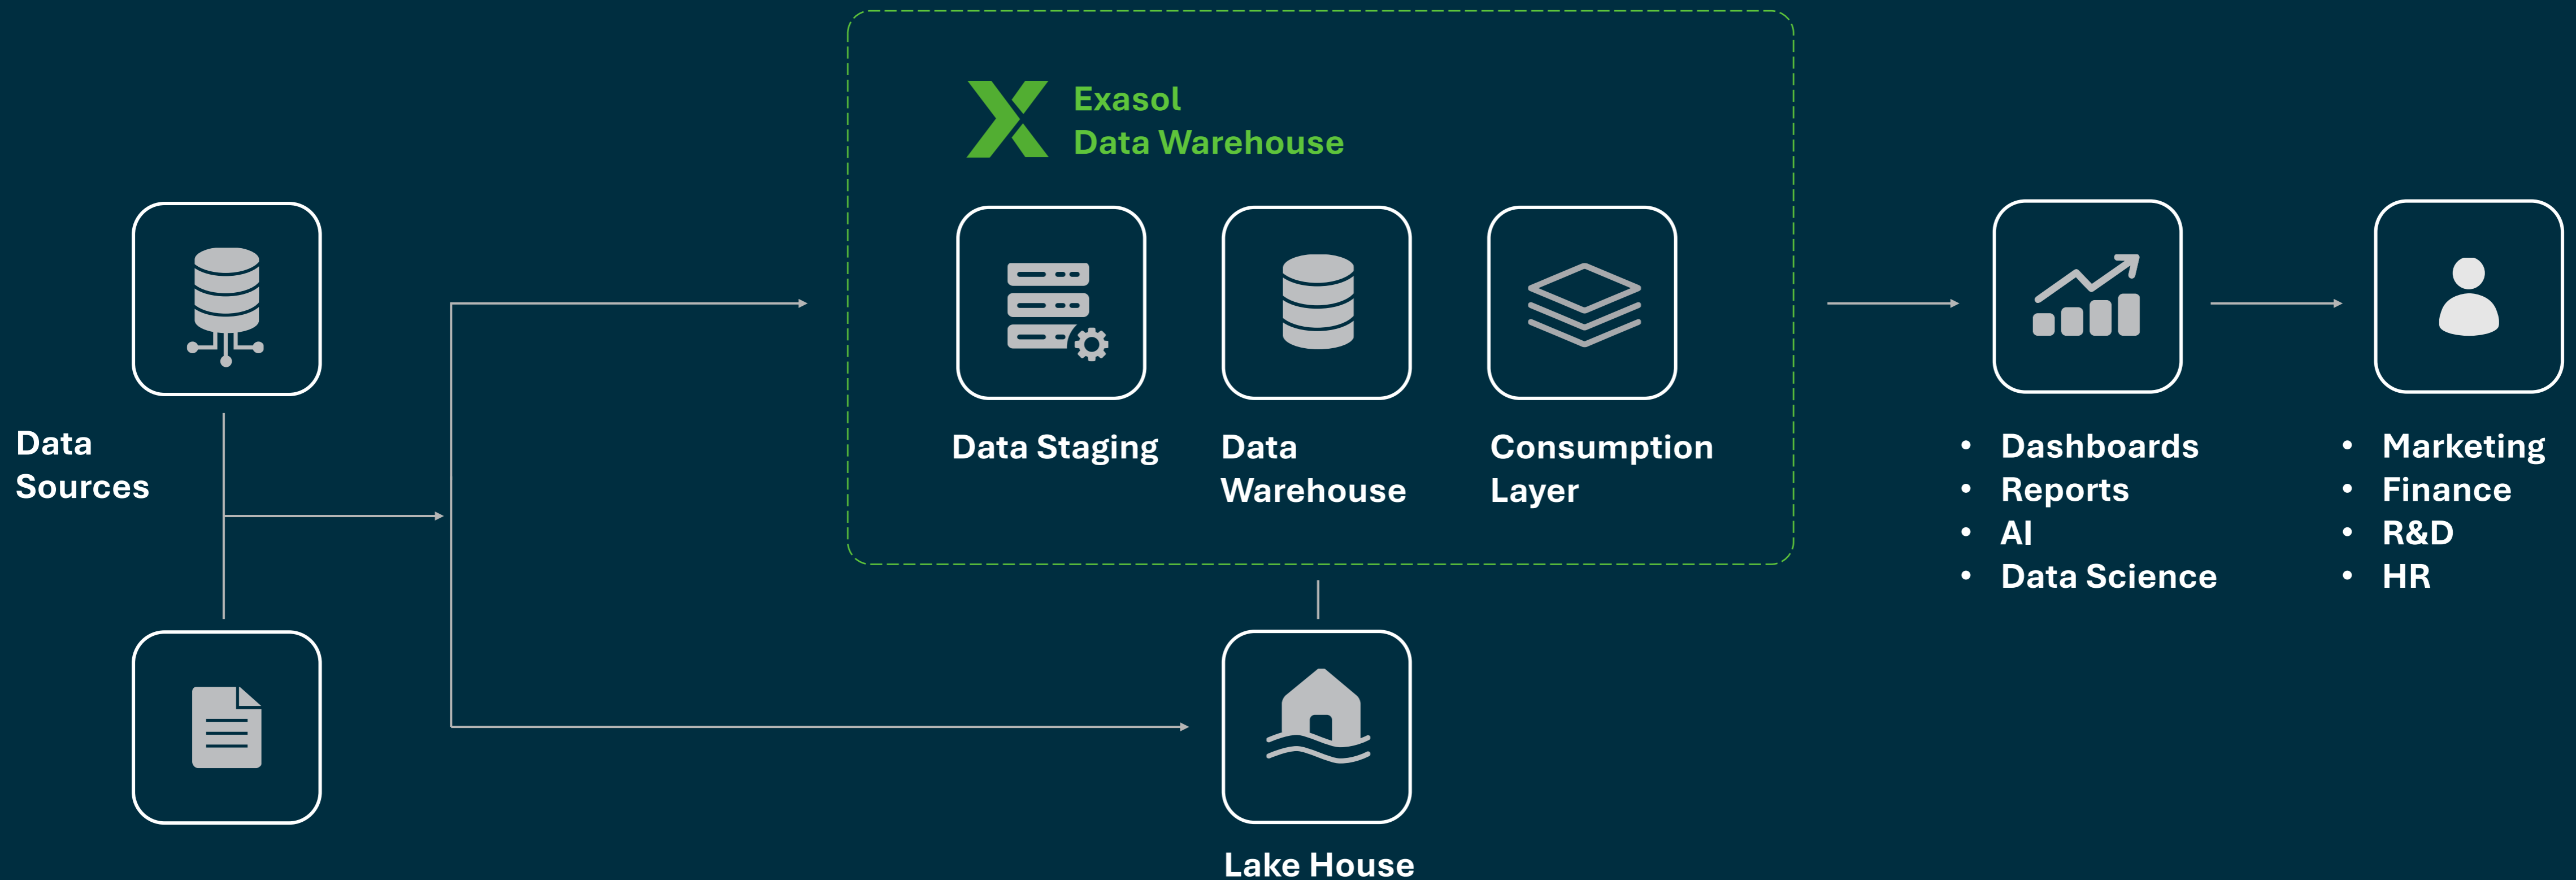 Exasol
Data Warehouse
Data
Sources
Data Staging
Data
Warehouse
Consumption
Layer
• Dashboards
• Reports
• AI
• Data Science
• Marketing
• Finance
• R&D
• HR
Lake House